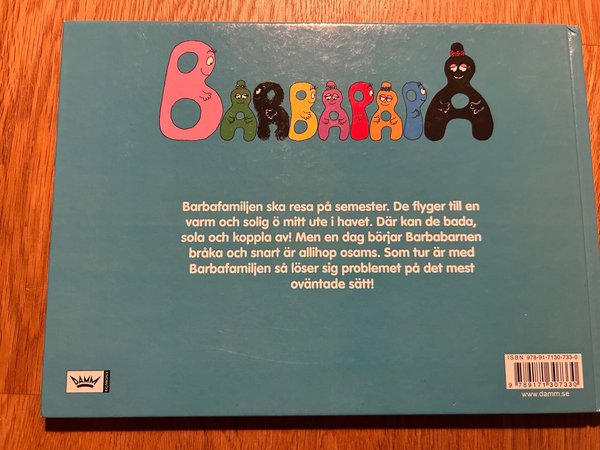 BARBAPAPA
Barbafamiljen ska resa på semester. De flyger till en
varm och solig ö mitt ute i havet. Där kan de bada,
sola och koppla av! Men en dag börjar Barbabarnen
bråka och snart är allihop osams. Som tur är med
Barbafamiljen så löser sig problemet på det mest
oväntade sätt!
ISBN 978-91-7130-733-0
9 789171 307330
www.damm.se
DAMM